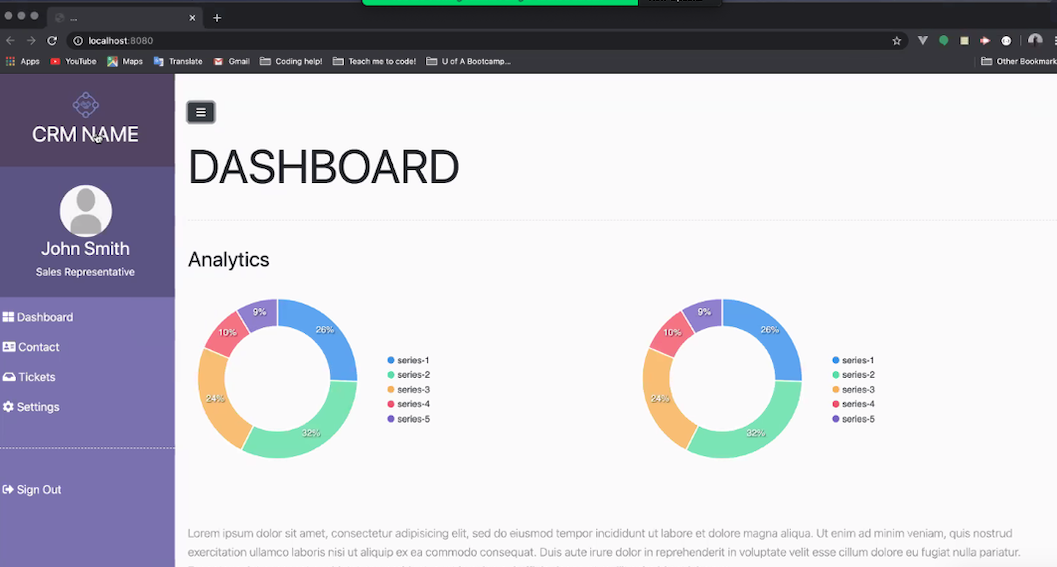 ...
localhost:8080
Apps YouTube Maps Translate Gmail Coding help! Teach me to code! U of A Bootcamp... Other Bookmark
CRM NAME
John Smith
Sales Representative
Dashboard
Contact
Tickets
Settings
Sign Out
DASHBOARD
Analytics
9%
26%
10%
24%
32%
series-1
series-2
series-3
series-4
series-5
9%
26%
10%
24%
32%
series-1
series-2
series-3
series-4
series-5
Lorem ipsum dolor sit amet, consectetur adipisicing elit, sed do eiusmod tempor incididunt ut labore et dolore magna aliqua. Ut enim ad minim veniam, quis nostrud
exercitation ullamco laboris nisi ut aliquip ex ea commodo consequat. Duis aute irure dolor in reprehenderit in voluptate velit esse cillum dolore eu fugiat nulla pariatur.